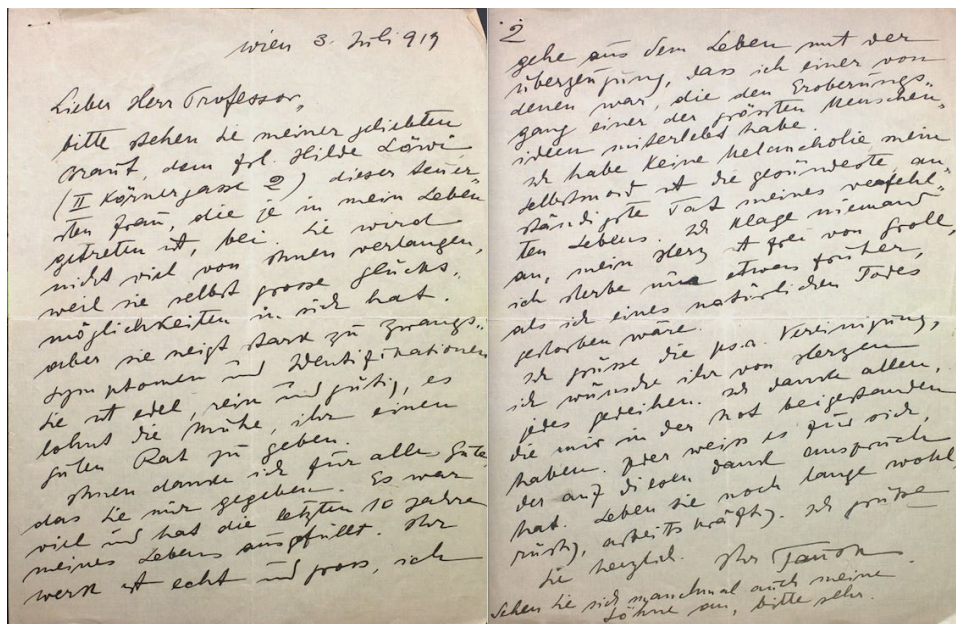 Wien 3. Juli 919
Lieber Herr Professor,
bitte stehen Sie meiner geliebten
Braut, dem Frl. Hilde Löwi
(II Körnergasse 2) dieser teuer-
sten Frau, die je in mein Leben
getreten ist, bei. Sie wird
nicht viel von Ihnen verlangen,
weil sie selbst grosse Glücks-
möglichkeiten in sich hat.
aber sie neigt stark zu Zwangs-
symptomen und Identifikationen
Sie ist edel, rein und gütig, es
lohnt die Mühe, ihr einen
guten Rat zu geben.
Ihnen danke ich für alle Gute,
das Sie mir gegeben. Es war
viel und hat die letzten 10 Jahre
meines Lebens ausgefüllt. Ihr
Werk ist echt und gross, ich
2
gehe aus dem Leben mit der
Überzeugung, dass ich einer von
denen war, die den Eroberungs-
gang einer der grössten Menschen-
ideen miterlebt habe.
Ich habe keine Melancholie, mein
Selbstmord ist die gesündeste, an-
ständigste Tat meines verfehl-
ten Lebens. Ich klage niemand
an, mein Herz ist frei von Groll,
ich sterbe nur etwas früher,
als ich eines natürlichen Todes
gestorben wäre.
Ich grüsse die ps.a. Vereinigung,
ich wünsche ihr von Herzen
jedes Gedeihen. Ich danke allen,
die mir in der Not beigestanden
haben. Jeder weiss es für sich,
der auf diesen Dank Anspruch
hat. Leben Sie noch lange wohl,
rüstig, arbeitskräftig. Ich grüsse
Sie herzlich. Ihr Tausk
Sehen Sie sich manchmal auch meine
Söhne an, bitte sehr.